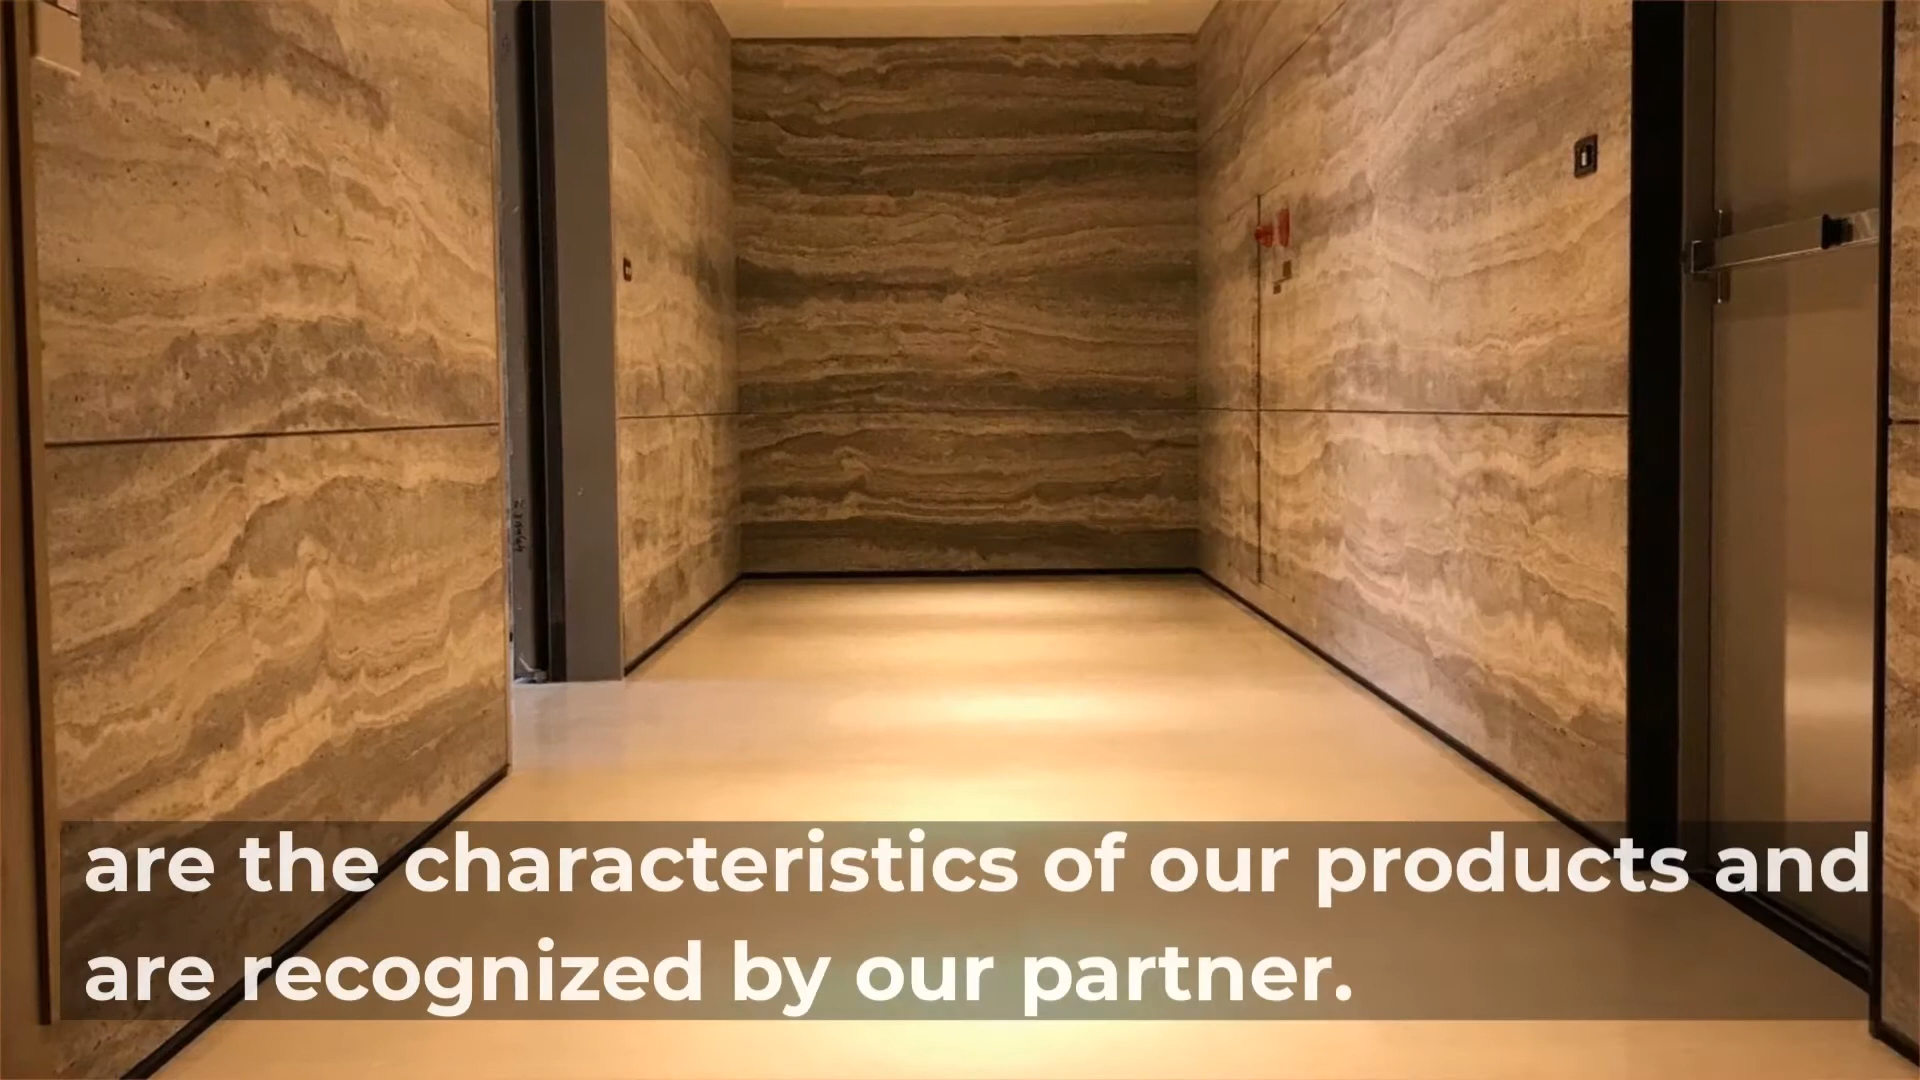 are the characteristics of our products and
are recognized by our partner.